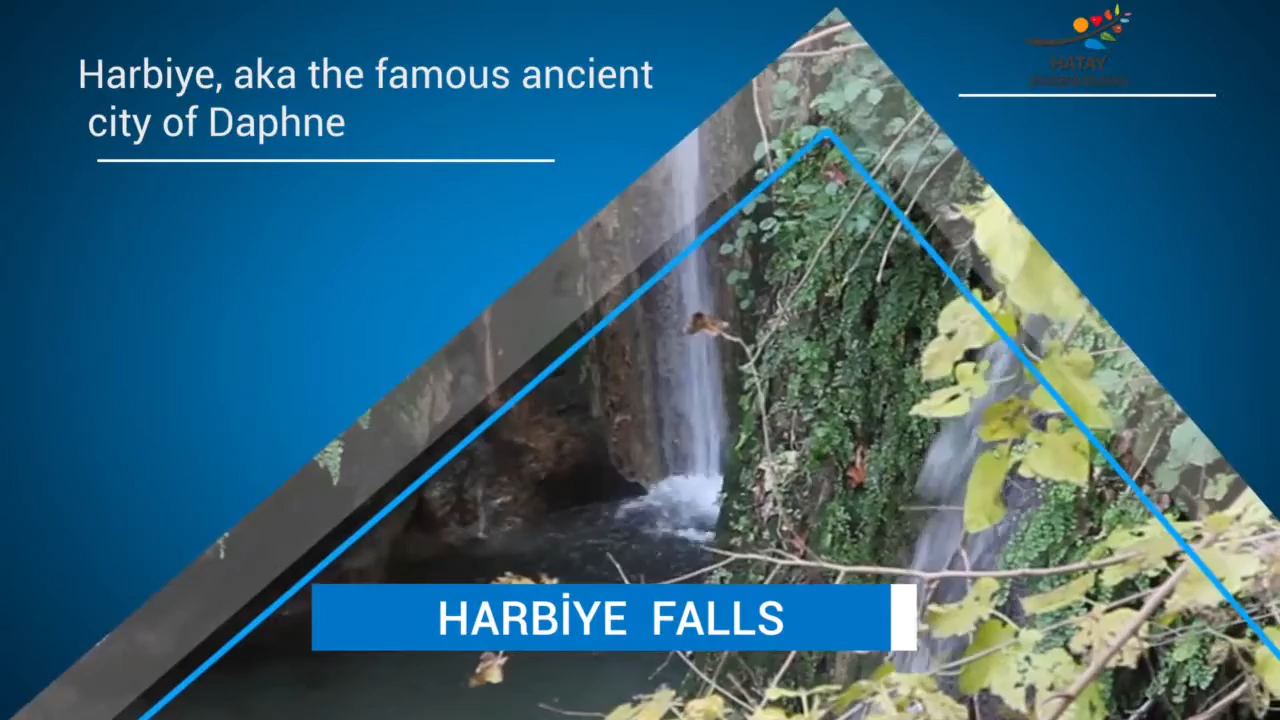 Harbiye, aka the famous ancient
city of Daphne
HATAY
HARBİYE FALLS